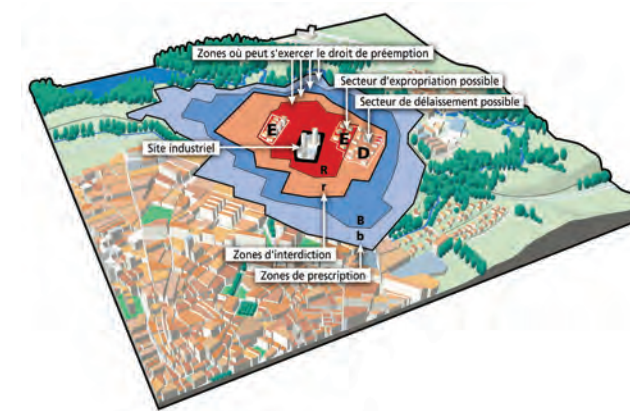 Zones où peut s'exercer le droit de préemption
Secteur d'expropriation possible
Secteur de délaissement possible
E
E
D
Site industriel
R
r
B
b
Zones d'interdiction
Zones de prescription